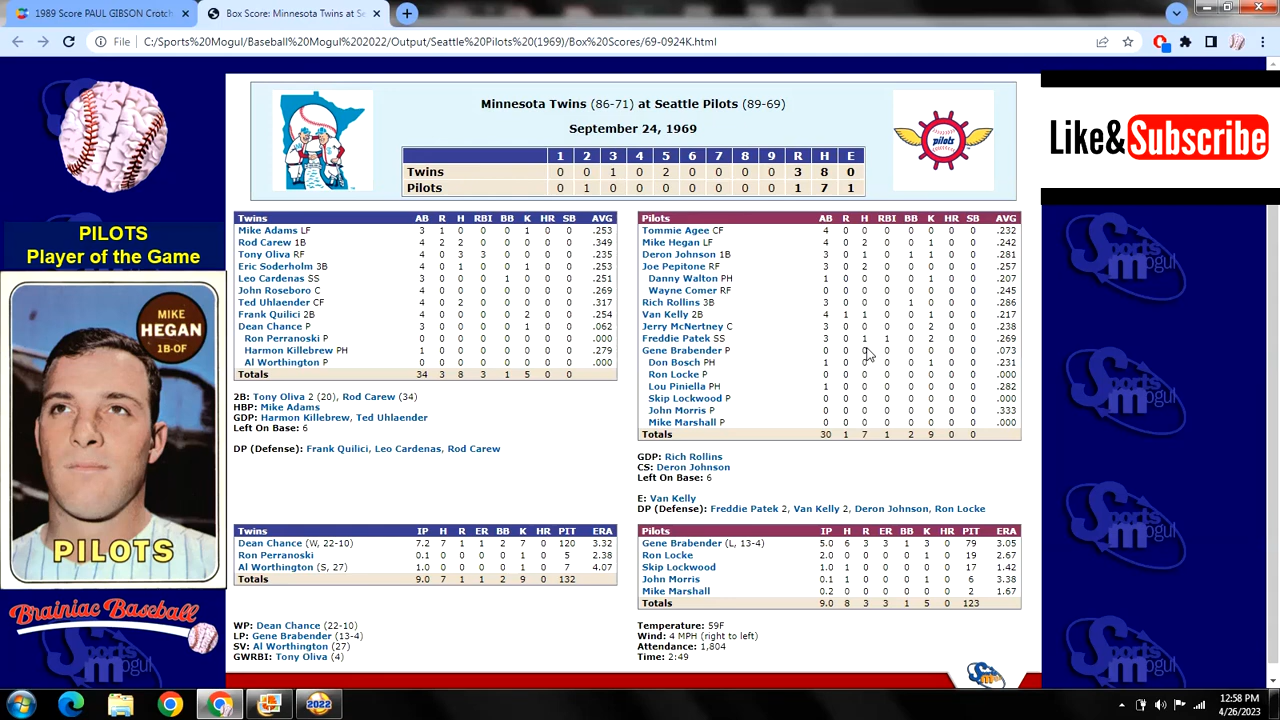 1989 Score PAUL GIBSON Crotch
Box Score: Minnesota Twins at Se
File C:/Sports%20Mogul/Baseball%20Mogul%202022/Output/Seattle%20Pilots%20(1969)/Box%20Scores/69-0924K.html
Minnesota Twins (86-71) at Seattle Pilots (89-69)
September 24, 1969
1 2 3 4 5 6 7 8 9 R H E
Twins 0 0 1 0 2 0 0 0 0 3 8 0
Pilots 0 1 0 0 0 0 0 0 0 1 7 1
pilots
Like& Subscribe
PILOTS
Player of the Game
MIKE
HEGAN
1B-OF
PILOTS
Brainiac Baseball
Twins AB R H RBI BB K HR SB AVG
Mike Adams LF 3 1 0 0 0 1 0 0 .253
Rod Carew 1B 4 2 2 0 0 0 0 0 .349
Tony Oliva RF 4 0 3 3 0 0 0 0 .235
Eric Soderholm 3B 4 0 1 0 0 1 0 0 .253
Leo Cardenas SS 3 0 0 0 1 0 0 0 .251
John Roseboro C 4 0 0 0 0 0 0 0 .269
Ted Uhlaender CF 4 0 2 0 0 0 0 0 .317
Frank Quilici 2B 4 0 0 0 0 2 0 0 .254
Dean Chance P 3 0 0 0 0 1 0 0 .062
Ron Perranoski P 0 0 0 0 0 0 0 0 .000
Harmon Killebrew PH 1 0 0 0 0 0 0 0 .279
Al Worthington P 0 0 0 0 0 0 0 0 .000
Totals 34 3 8 3 1 5 0 0
2B: Tony Oliva 2 (20), Rod Carew (34)
HBP: Mike Adams
GDP: Harmon Killebrew, Ted Uhlaender
Left On Base: 6
DP (Defense): Frank Quilici, Leo Cardenas, Rod Carew
Pilots AB R H RBI BB K HR SB AVG
Tommie Agee CF 4 0 0 0 0 0 0 0 .232
Mike Hegan LF 4 0 2 0 0 1 0 0 .242
Deron Johnson 1B 3 0 1 0 1 1 0 0 .281
Joe Pepitone RF 3 0 2 0 0 0 0 0 .257
Danny Walton PH 1 0 0 0 0 1 0 0 .207
Wayne Comer RF 0 0 0 0 0 0 0 0 .245
Rich Rollins 3B 3 0 0 0 1 0 0 0 .286
Van Kelly 2B 4 1 1 0 0 1 0 0 .217
Jerry McNertney C 3 0 0 0 0 2 0 0 .238
Freddie Patek SS 3 0 1 1 0 2 0 0 .269
Gene Brabender P 0 0 0 0 0 0 0 0 .073
Don Bosch PH 1 0 0 0 0 1 0 0 .231
Ron Locke P 0 0 0 0 0 0 0 0 .000
Lou Piniella PH 1 0 0 0 0 0 0 0 .282
Skip Lockwood P 0 0 0 0 0 0 0 0 .000
John Morris P 0 0 0 0 0 0 0 0 .333
Mike Marshall P 0 0 0 0 0 0 0 0 .000
Totals 30 1 7 1 2 9 0 0
GDP: Rich Rollins
CS: Deron Johnson
Left On Base: 6
E: Van Kelly
DP (Defense): Freddie Patek 2, Van Kelly 2, Deron Johnson, Ron Locke
Twins IP H R ER BB K HR PIT ERA
Dean Chance (W, 22-10) 7.2 7 1 1 2 7 0 120 3.32
Ron Perranoski 0.1 0 0 0 0 1 0 5 2.38
Al Worthington (S, 27) 1.0 0 0 0 0 1 0 7 4.07
Totals 9.0 7 1 1 2 9 0 132
Pilots IP H R ER BB K HR PIT ERA
Gene Brabender (L, 13-4) 5.0 6 3 3 1 3 0 79 3.05
Ron Locke 2.0 0 0 0 0 1 0 19 2.67
Skip Lockwood 1.0 1 0 0 0 0 0 17 1.42
John Morris 0.1 1 0 0 0 1 0 6 3.38
Mike Marshall 0.2 0 0 0 0 0 0 2 1.67
Totals 9.0 8 3 3 1 5 0 123
WP: Dean Chance (22-10)
LP: Gene Brabender (13-4)
SV: Al Worthington (27)
GWRBI: Tony Oliva (4)
Temperature: 59F
Wind: 4 MPH (right to left)
Attendance: 1,804
Time: 2:49
Sports Mogul
2022
12:58 PM
4/26/2023